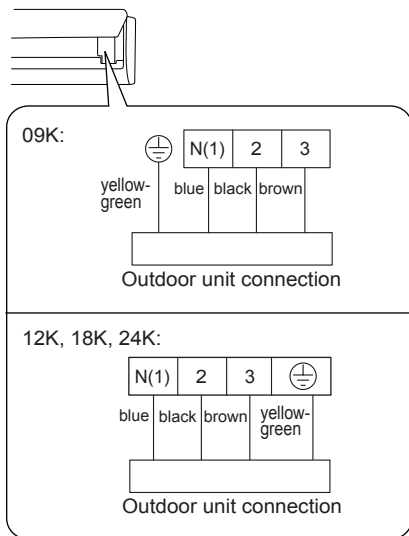 09K:
N(1) 2 3
yellow-
green
blue black brown
Outdoor unit connection
12K, 18K, 24K:
N(1) 2 3
blue black brown yellow-
green
Outdoor unit connection